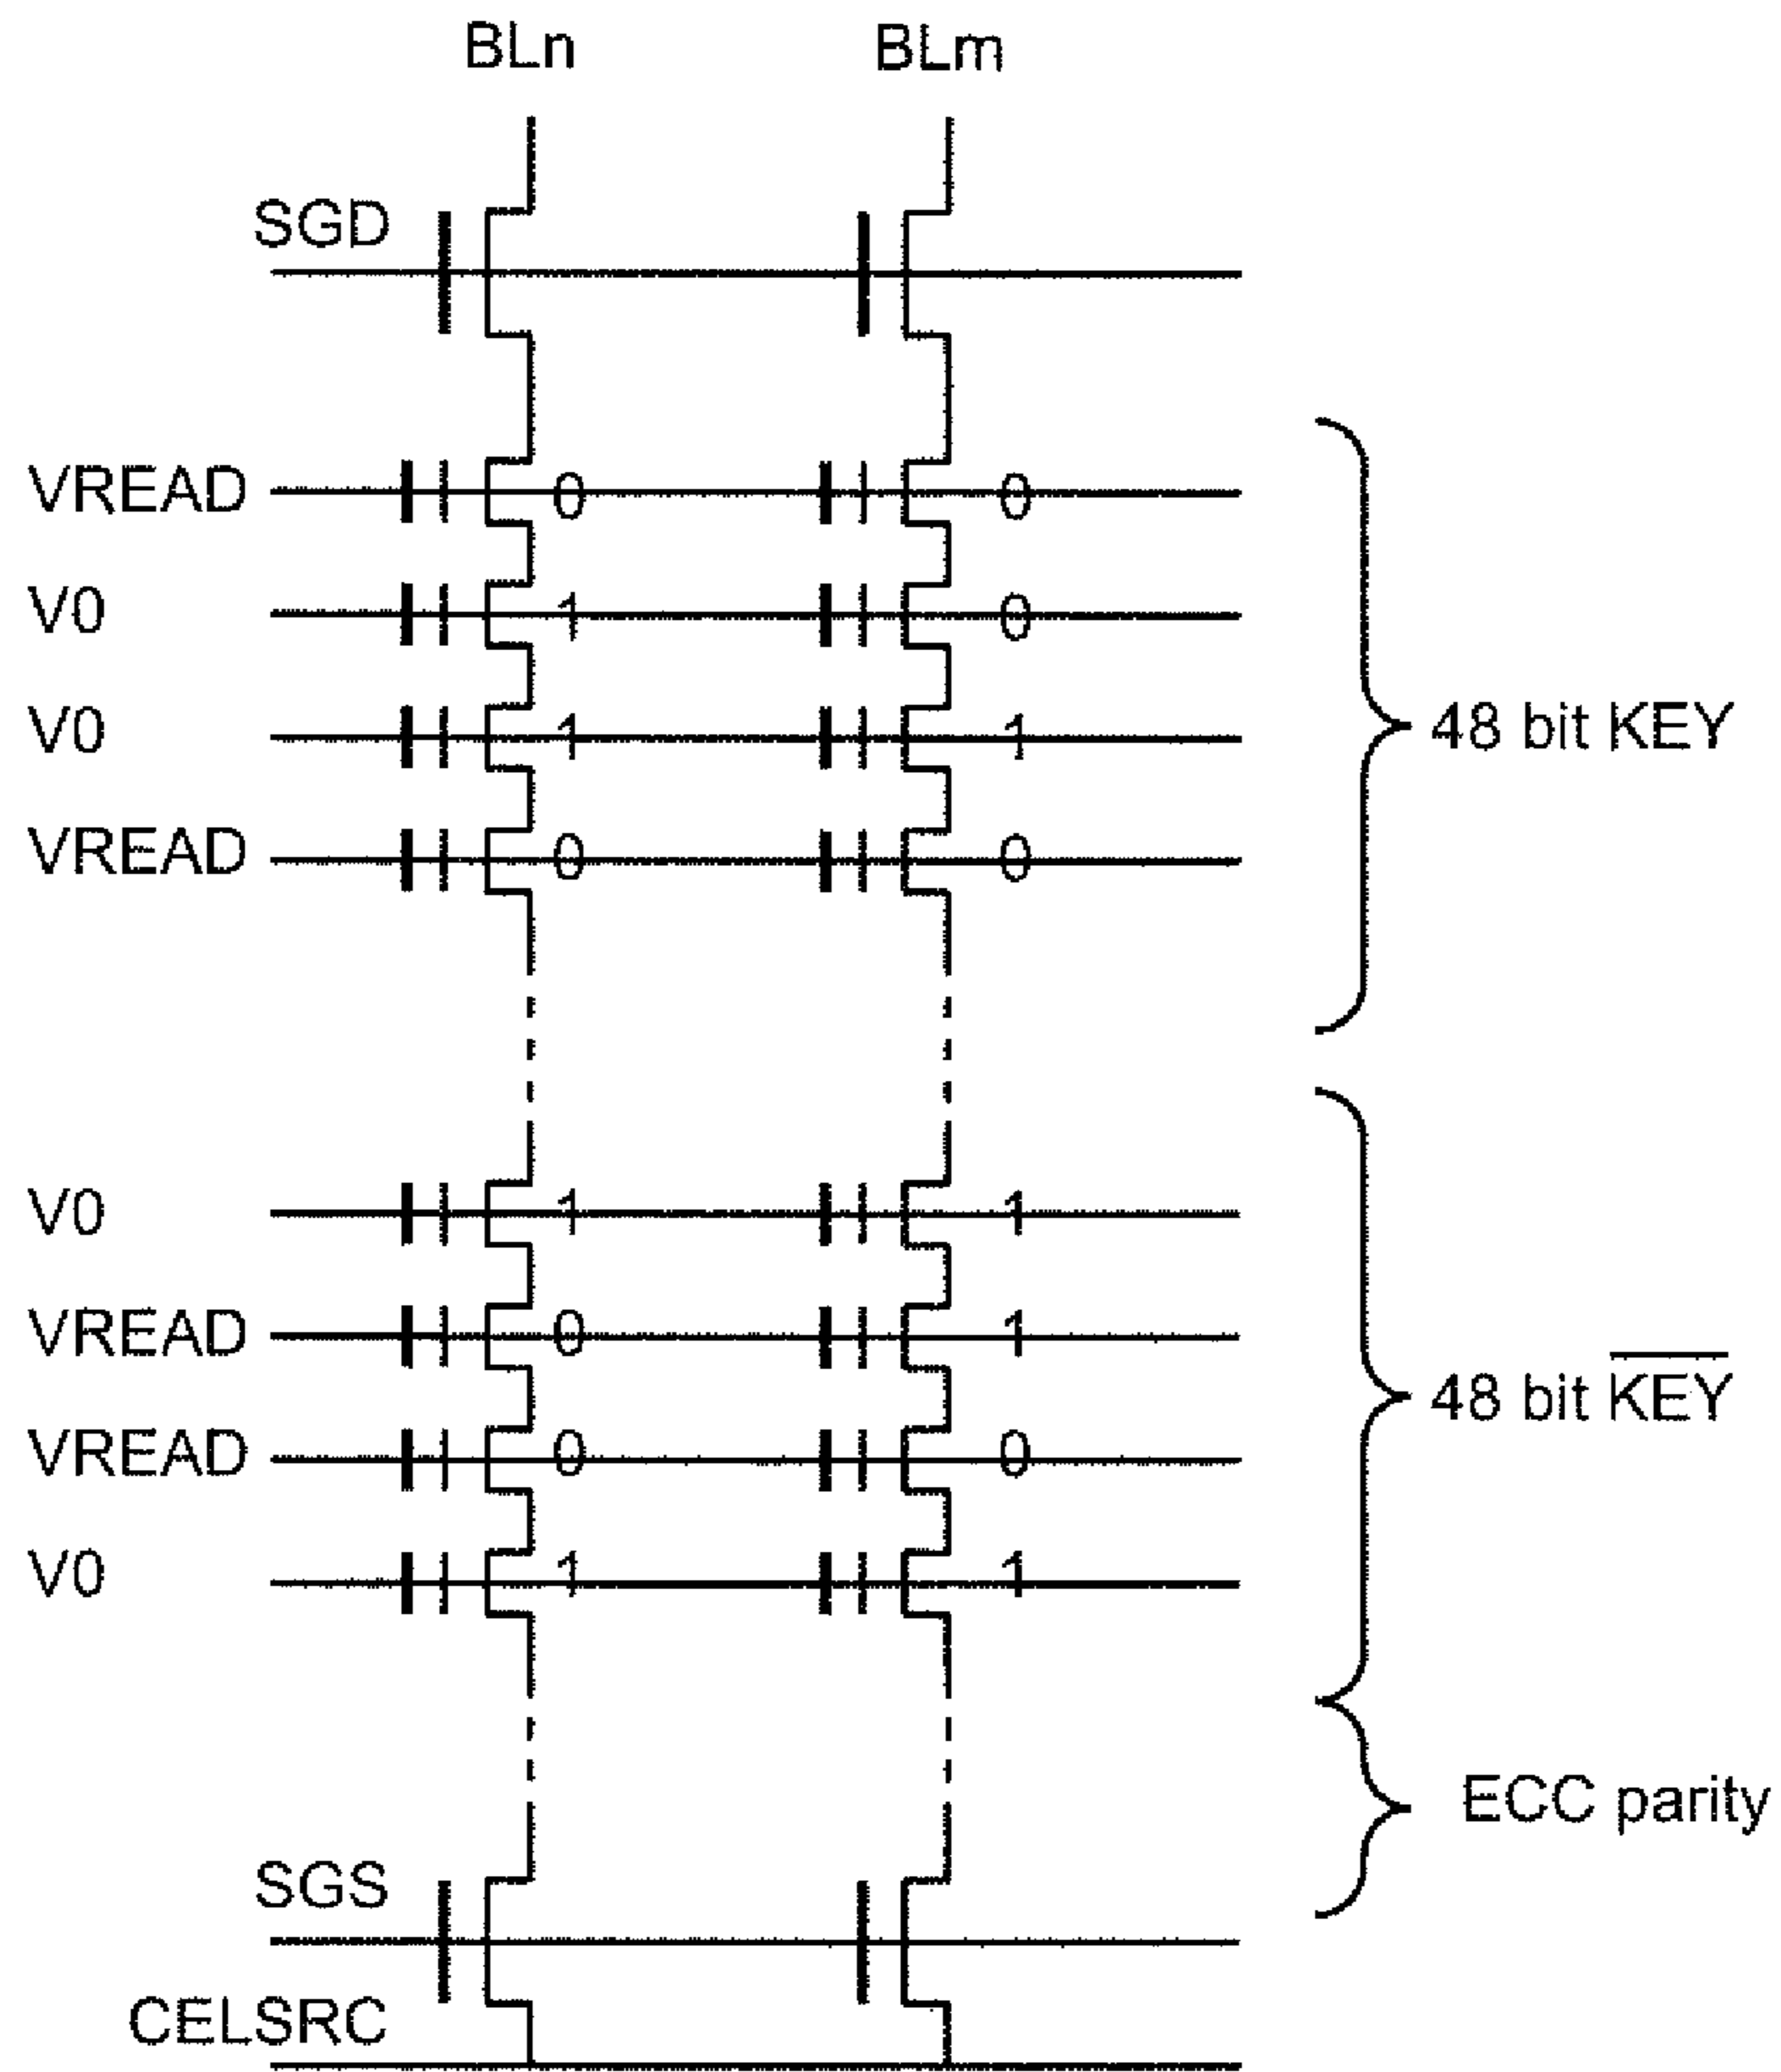 BLn BLm
SGD
VREAD 0 0
V0 1 0
V0 1 1
VREAD 0 0
48 bit KEY
V0 1 1
VREAD 0 1
VREAD 0 0
V0 1 1
48 bit K̅E̅Y̅
ECC parity
SGS
CELSRC